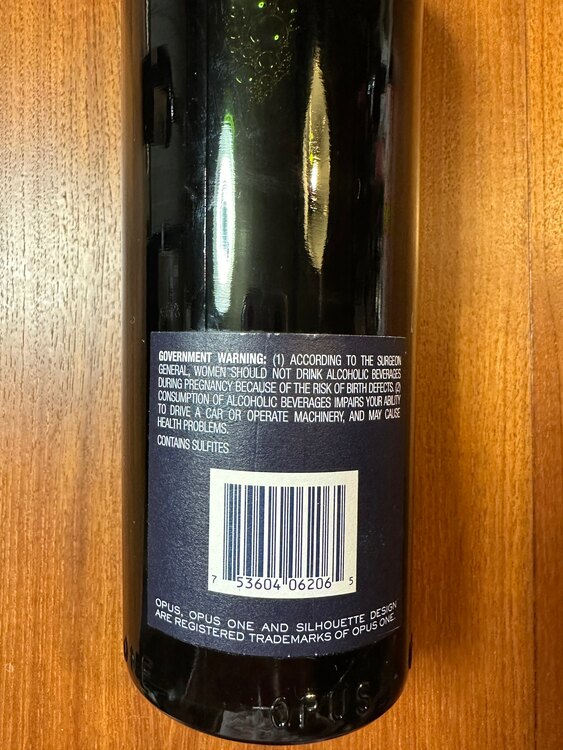 GOVERNMENT WARNING: (1) ACCORDING TO THE SURGEON
GENERAL, WOMEN SHOULD NOT DRINK ALCOHOLIC BEVERAGES
DURING PREGNANCY BECAUSE OF THE RISK OF BIRTH DEFECTS. (2)
CONSUMPTION OF ALCOHOLIC BEVERAGES IMPAIRS YOUR ABILITY
TO DRIVE A CAR OR OPERATE MACHINERY, AND MAY CAUSE
HEALTH PROBLEMS.
CONTAINS SULFITES
7 53604 06206 5
OPUS, OPUS ONE AND SILHOUETTE DESIGN
ARE REGISTERED TRADEMARKS OF OPUS ONE.
OPUS